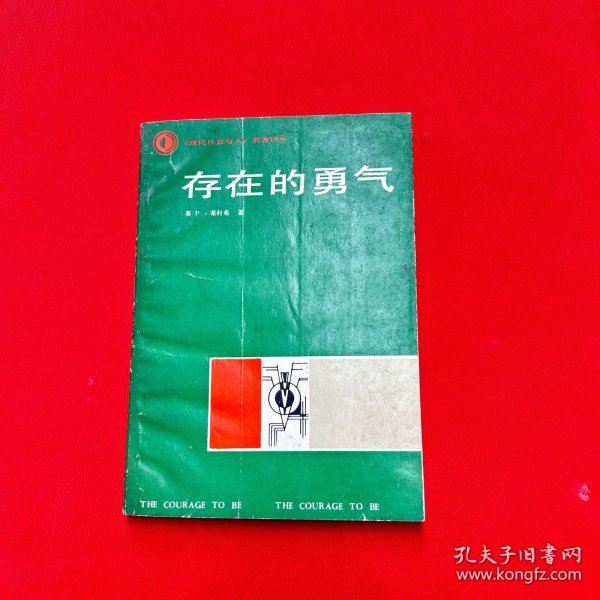 《现代社会与人》名著译丛
存在的勇气
美 P·蒂利希 著
THE COURAGE TO BE THE COURAGE TO BE
孔夫子旧书网
www.kongfz.com